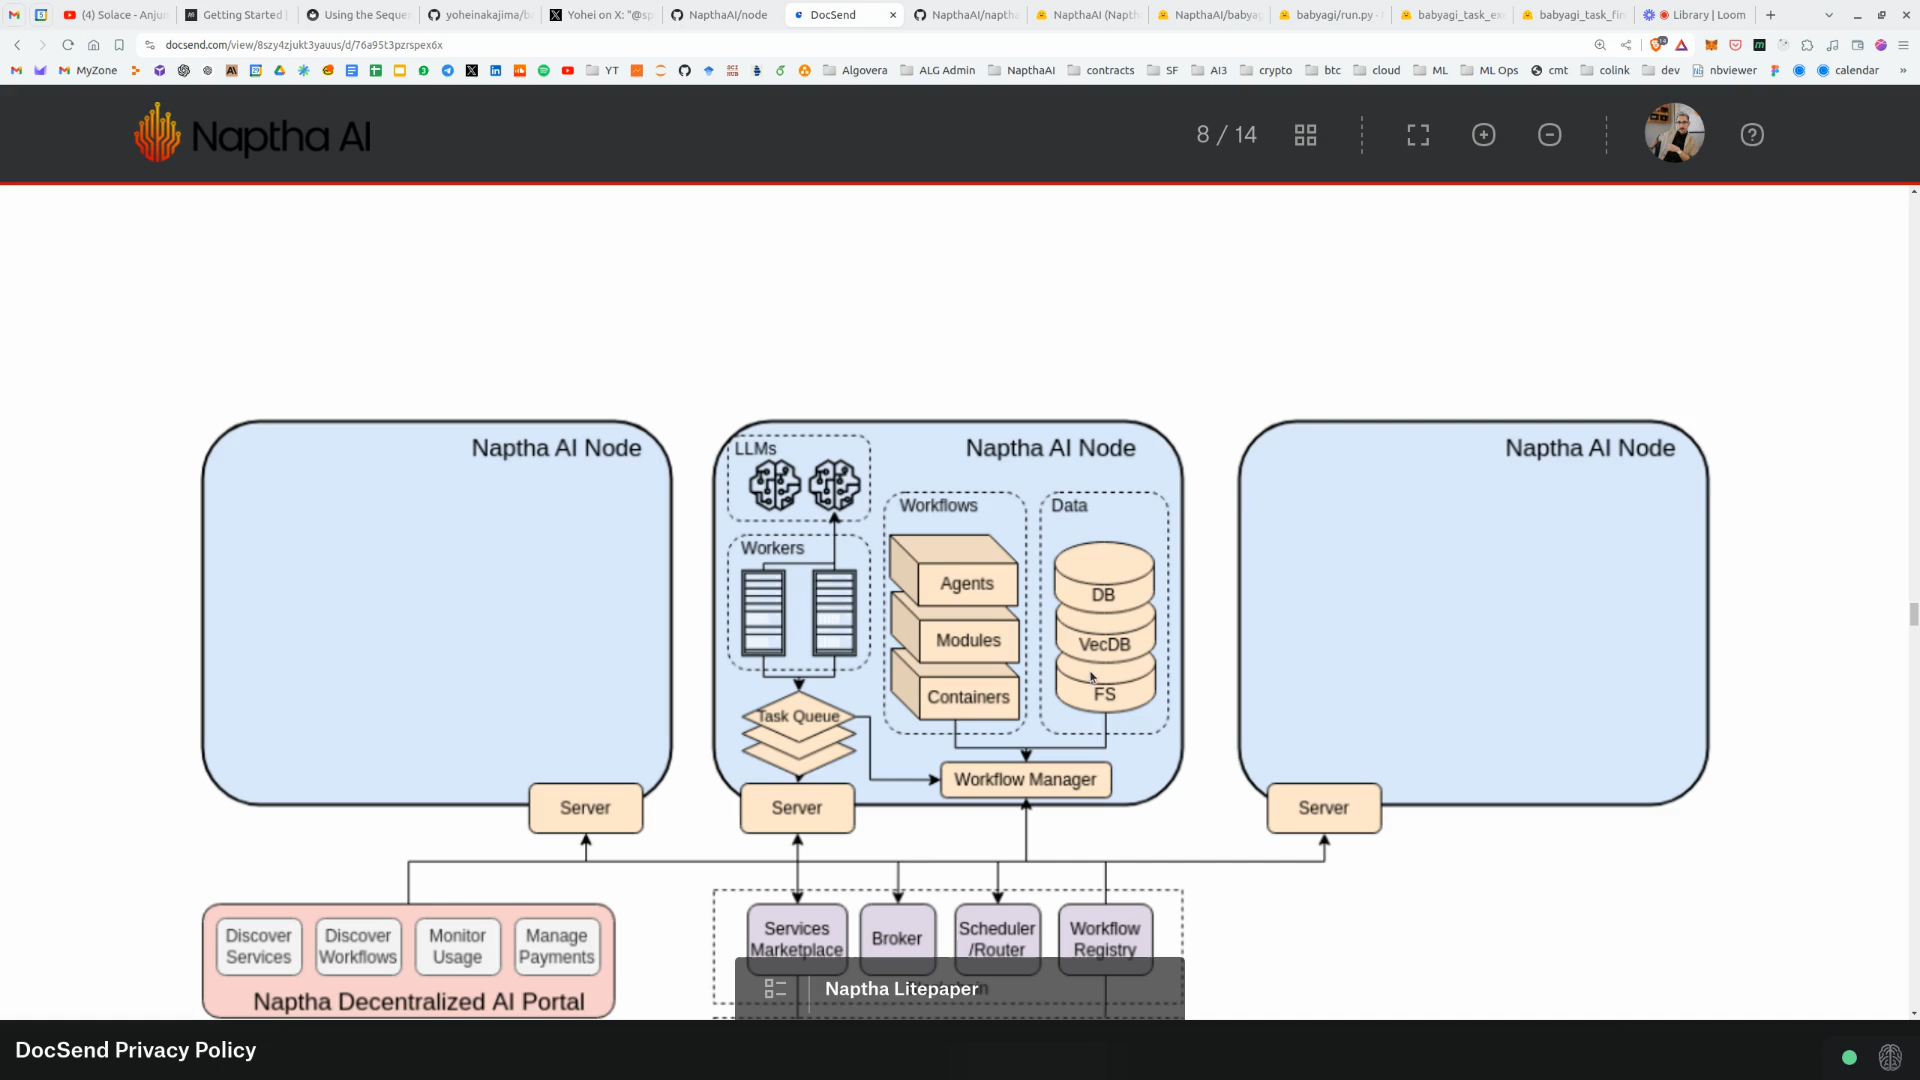 (4) Solace - Anjun
Getting Started
Using the Seque
yoheinakajima/ba
Yohei on X: "@sp
NapthaAI/node
DocSend
NapthaAI/naptha
NapthaAI (Napth
NapthaAI/babyag
babyagi/run.py ·
babyagi_task_exe
babyagi_task_fin
Library | Loom
docsend.com/view/8szy4zjukt3yauus/d/76a95t3pzrspex6x
MyZone
YT
Algovera
ALG Admin
NapthaAI
contracts
SF
AI3
crypto
btc
cloud
ML
ML Ops
cmt
colink
dev
nbviewer
calendar
Naptha AI
8 / 14
Naptha AI Node
Server
Naptha AI Node
LLMs
Workers
Workflows
Agents
Modules
Containers
Data
DB
VecDB
FS
Task Queue
Workflow Manager
Server
Naptha AI Node
Server
Discover
Services
Discover
Workflows
Monitor
Usage
Manage
Payments
Naptha Decentralized AI Portal
Services
Marketplace
Broker
Scheduler
/Router
Workflow
Registry
Naptha Litepaper
DocSend Privacy Policy